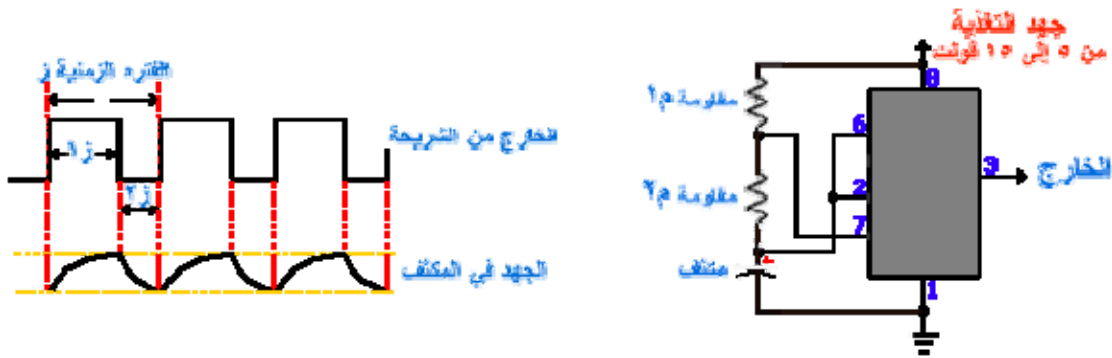 جهد التغذية
من ٥ إلى ١٥ فولت
8
الفتره الزمنية ز
مقاومة م١
6
الخارج من الشريحة
ز١
3
الخارج
2
مقاومة م٢
ز٢
7
+
مكثف
الجهد في المكثف
1